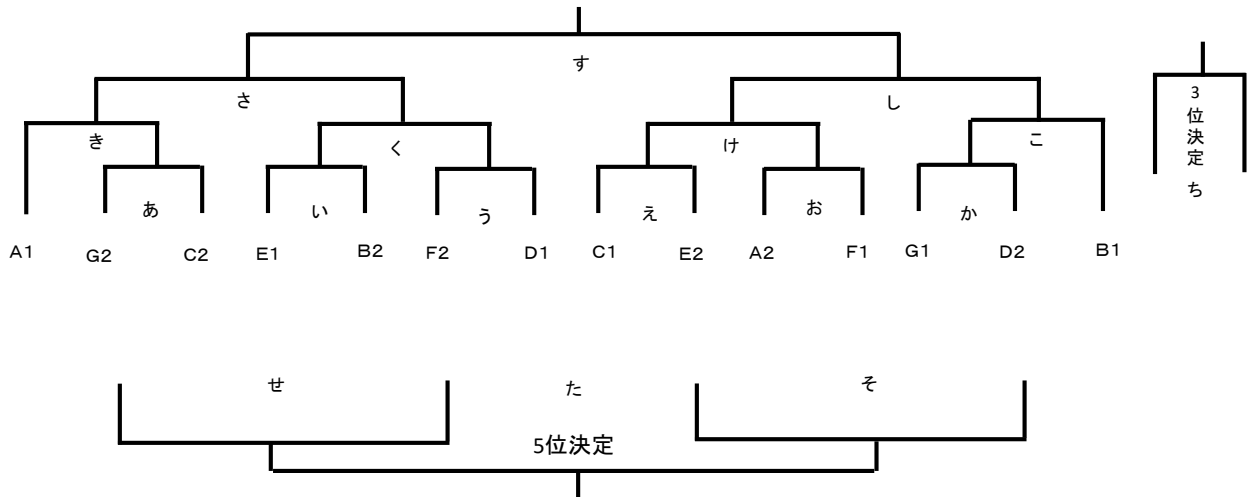 す
さ
し
き
く
け
こ
あ
い
う
え
お
か
A1
G2
C2
E1
B2
F2
D1
C1
E2
A2
F1
G1
D2
B1
3位決定
ち
せ
た
そ
5位決定